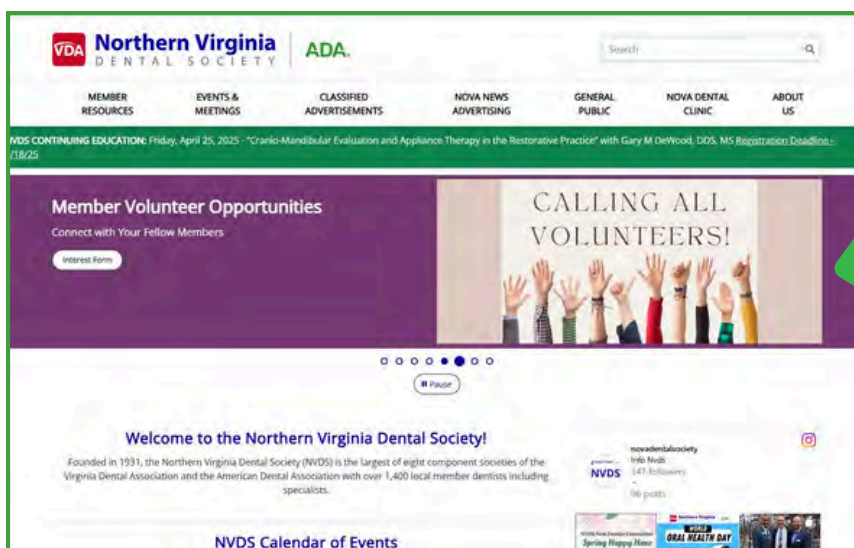 VDA
Northern Virginia
DENTAL SOCIETY
ADA.
Search
MEMBER RESOURCES
EVENTS & MEETINGS
CLASSIFIED ADVERTISEMENTS
NOVA NEWS ADVERTISING
GENERAL PUBLIC
NOVA DENTAL CLINIC
ABOUT US
NVDS CONTINUING EDUCATION: Friday, April 25, 2025 - "Cranio-Mandibular Evaluation and Appliance Therapy in the Restorative Practice" with Gary M DeWood, DDS, MS Registration Deadline -
/18/25
Member Volunteer Opportunities
Connect with Your Fellow Members
Interest Form
CALLING ALL
VOLUNTEERS!
Pause
Welcome to the Northern Virginia Dental Society!
Founded in 1931, the Northern Virginia Dental Society (NVDS) is the largest of eight component societies of the
Virginia Dental Association and the American Dental Association with over 1,400 local member dentists including
specialists.
NVDS Calendar of Events
novadentalsociety
Info Nvds
NVDS
347 followers
96 posts
Spring Happy Hour
Northern Virginia
WORLD
ORAL HEALTH DAY